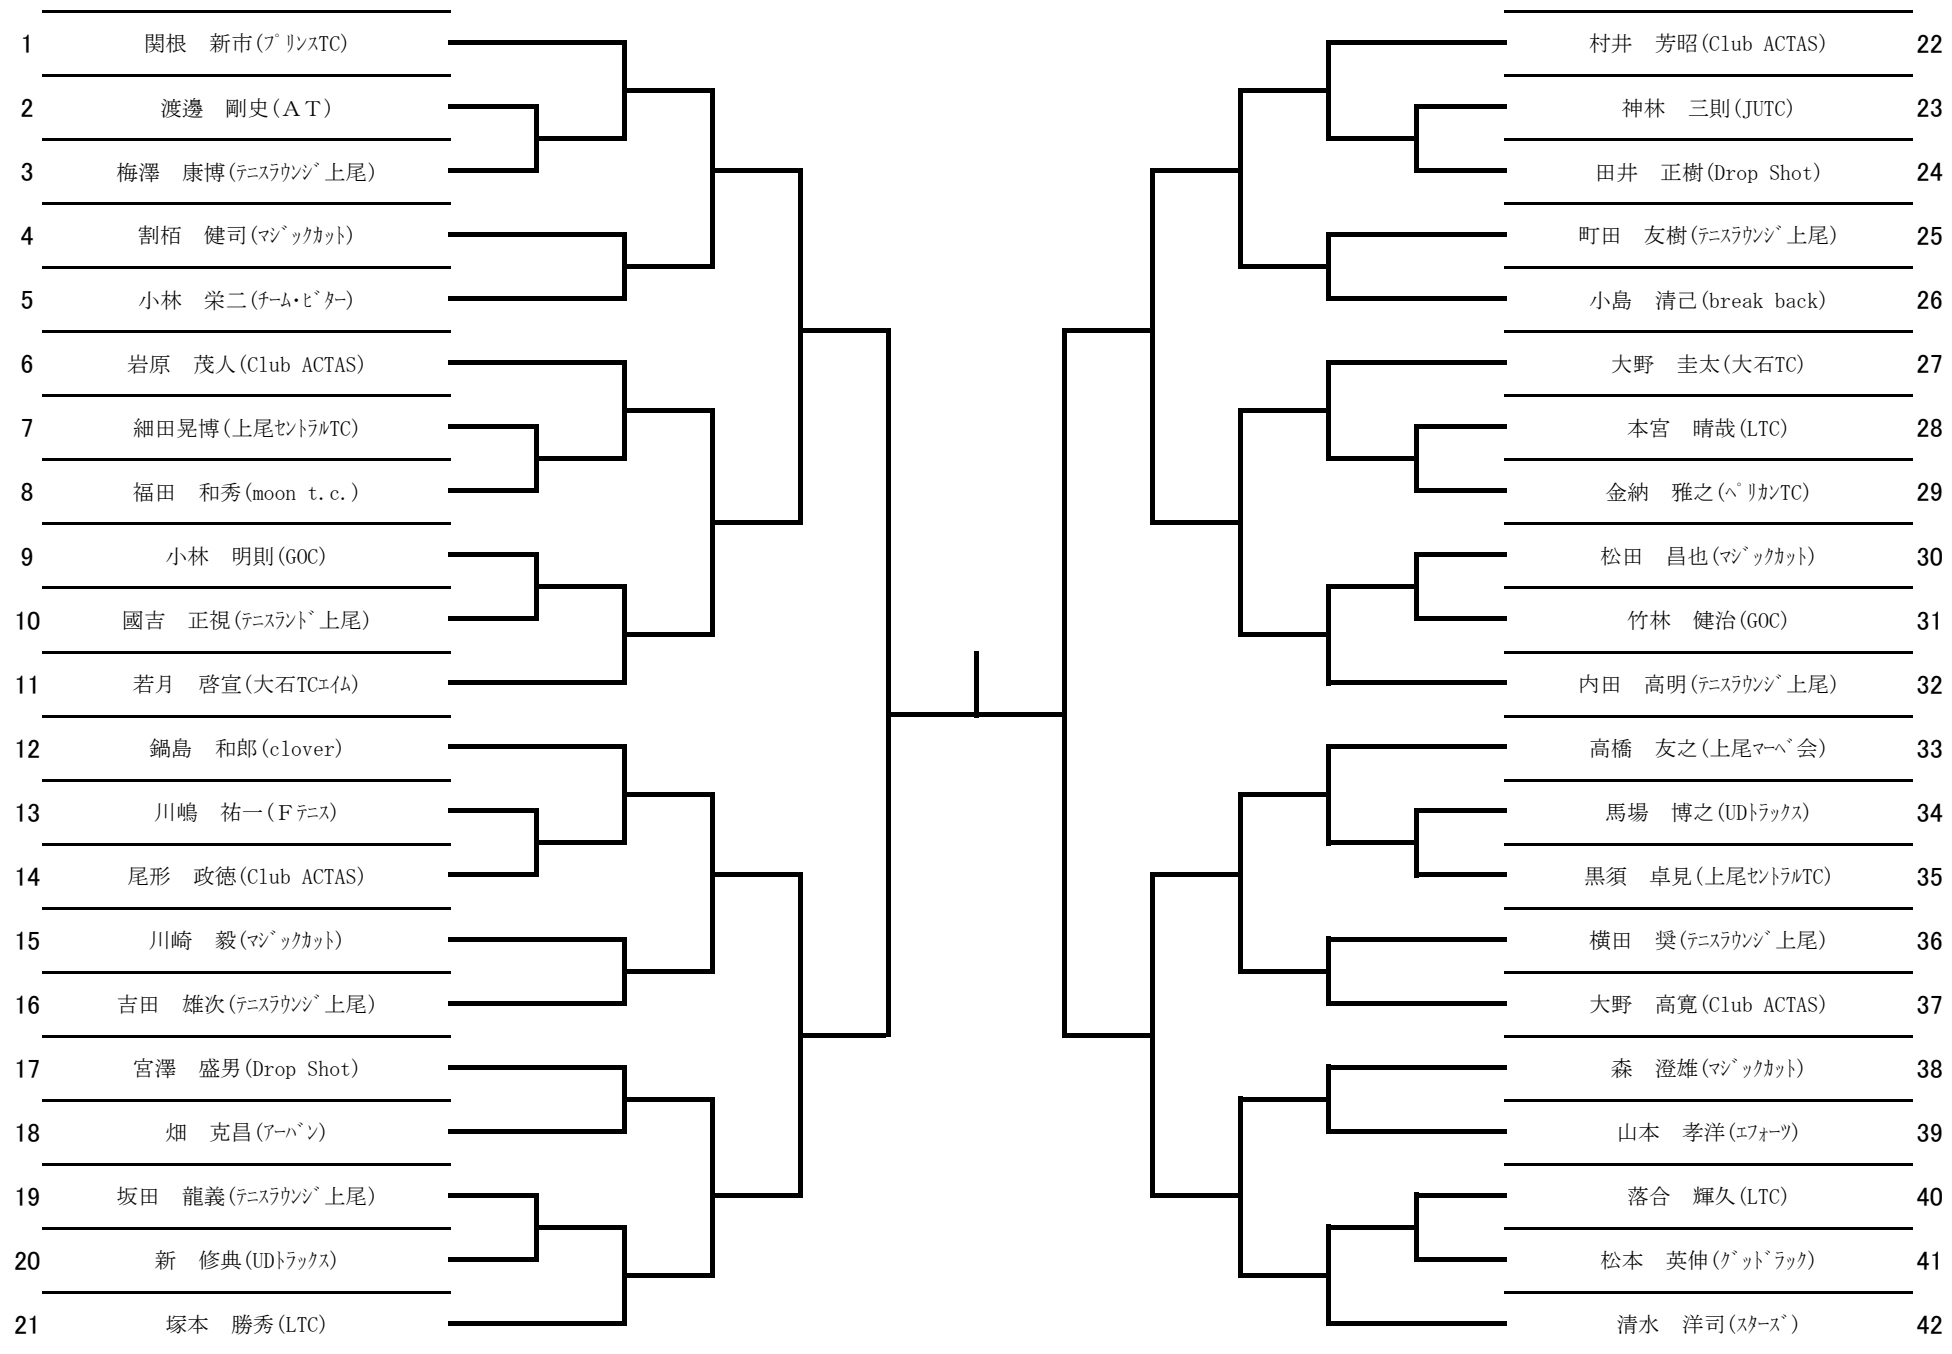 1 関根　新市(ﾌﾟﾘﾝｽTC)
2 渡邊　剛史(ＡＴ)
3 梅澤　康博(ﾃﾆｽﾗｳﾝｼﾞ上尾)
4 割栢　健司(ﾏｼﾞｯｸｶｯﾄ)
5 小林　栄二(ﾁｰﾑ･ﾋﾞﾀｰ)
6 岩原　茂人(Club ACTAS)
7 細田晃博(上尾ｾﾝﾄﾗﾙTC)
8 福田　和秀(moon t.c.)
9 小林　明則(GOC)
10 國吉　正視(ﾃﾆｽﾗﾝﾄﾞ上尾)
11 若月　啓宣(大石TCｴｲﾑ)
12 鍋島　和郎(clover)
13 川嶋　祐一(Ｆﾃﾆｽ)
14 尾形　政徳(Club ACTAS)
15 川崎　毅(ﾏｼﾞｯｸｶｯﾄ)
16 吉田　雄次(ﾃﾆｽﾗｳﾝｼﾞ上尾)
17 宮澤　盛男(Drop Shot)
18 畑　克昌(ｱｰﾊﾞﾝ)
19 坂田　龍義(ﾃﾆｽﾗｳﾝｼﾞ上尾)
20 新　修典(UDﾄﾗｯｸｽ)
21 塚本　勝秀(LTC)
村井　芳昭(Club ACTAS) 22
神林　三則(JUTC) 23
田井　正樹(Drop Shot) 24
町田　友樹(ﾃﾆｽﾗｳﾝｼﾞ上尾) 25
小島　清己(break back) 26
大野　圭太(大石TC) 27
本宮　晴哉(LTC) 28
金納　雅之(ﾍﾟﾘｶﾝTC) 29
松田　昌也(ﾏｼﾞｯｸｶｯﾄ) 30
竹林　健治(GOC) 31
内田　高明(ﾃﾆｽﾗｳﾝｼﾞ上尾) 32
高橋　友之(上尾ﾏｰﾍﾞ会) 33
馬場　博之(UDﾄﾗｯｸｽ) 34
黒須　卓見(上尾ｾﾝﾄﾗﾙTC) 35
横田　奨(ﾃﾆｽﾗｳﾝｼﾞ上尾) 36
大野　高寛(Club ACTAS) 37
森　澄雄(ﾏｼﾞｯｸｶｯﾄ) 38
山本　孝洋(ｴﾌｫｰﾂ) 39
落合　輝久(LTC) 40
松本　英伸(ｸﾞｯﾄﾞﾗｯｸ) 41
清水　洋司(ｽﾀｰｽﾞ) 42